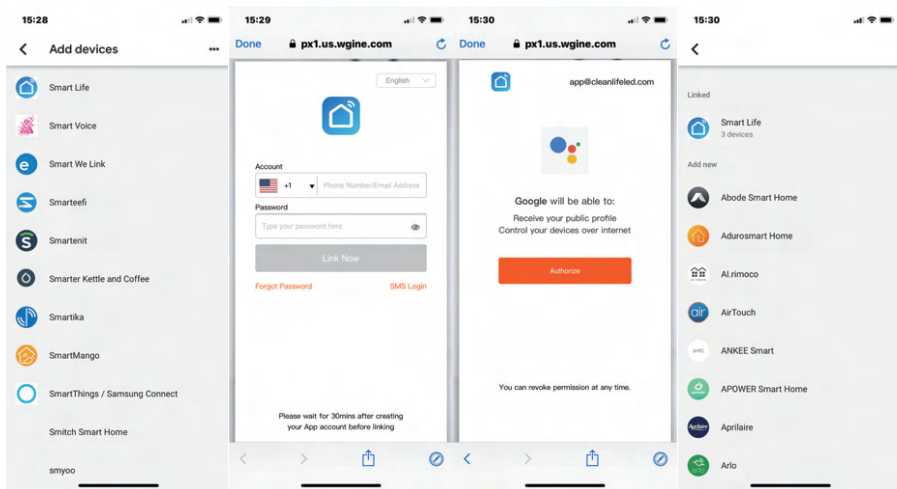 15:28
Add devices
Smart Life
Smart Voice
Smart We Link
e
Smarteefi
Smartenit
Smarter Kettle and Coffee
Smartika
SmartMango
SmartThings / Samsung Connect
Smitch Smart Home
smyoo
15:29
Done px1.us.wgine.com
English
Account
+1 Phone Number/Email Address
Password
Type your password here
Link Now
Forgot Password SMS Login
Please wait for 30mins after creating
your App account before linking
15:30
Done px1.us.wgine.com
app@cleanlifeled.com
Google will be able to:
Receive your public profile
Control your devices over internet
Authorize
You can revoke permission at any time.
15:30
Linked
Smart Life
3 devices
Add new
Abode Smart Home
Adurosmart Home
Al.rimoco
air
AirTouch
ANKEE Smart
APOWER Smart Home
Aprilaire
Aprilaire
Arlo